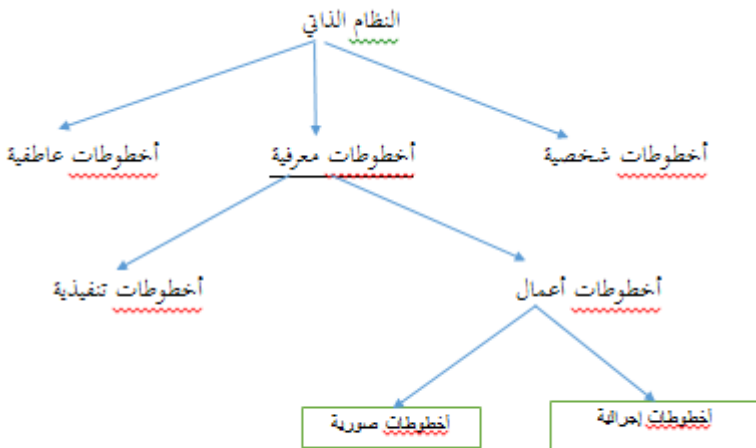 النظام الذاتي
أخطوطات شخصية
أخطوطات معرفية
أخطوطات عاطفية
أخطوطات أعمال
أخطوطات تنفيذية
أخطوطات إجرائية
أخطوطات صورية